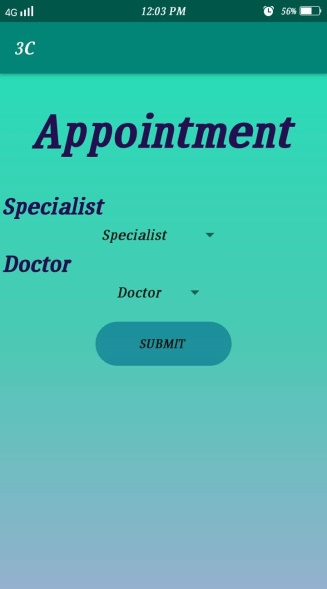 4G 12:03 PM 56%
3C
Appointment
Specialist
Specialist
Doctor
Doctor
SUBMIT